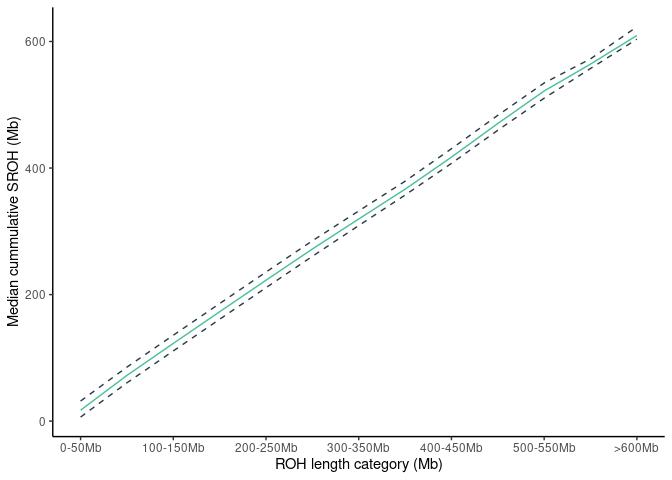 Median cummulative SROH (Mb)
600
400
200
0
0-50Mb 100-150Mb 200-250Mb 300-350Mb 400-450Mb 500-550Mb >600Mb
ROH length category (Mb)